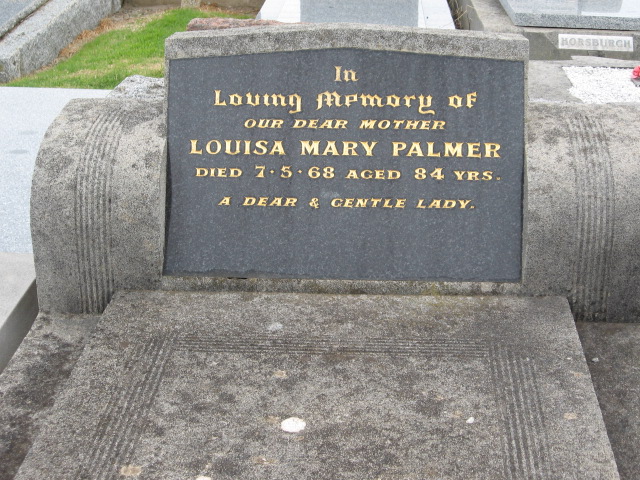 HORSBURGH
In
Loving Memory of
OUR DEAR MOTHER
LOUISA MARY PALMER
DIED 7·5·68 AGED 84 YRS.
A DEAR & GENTLE LADY.